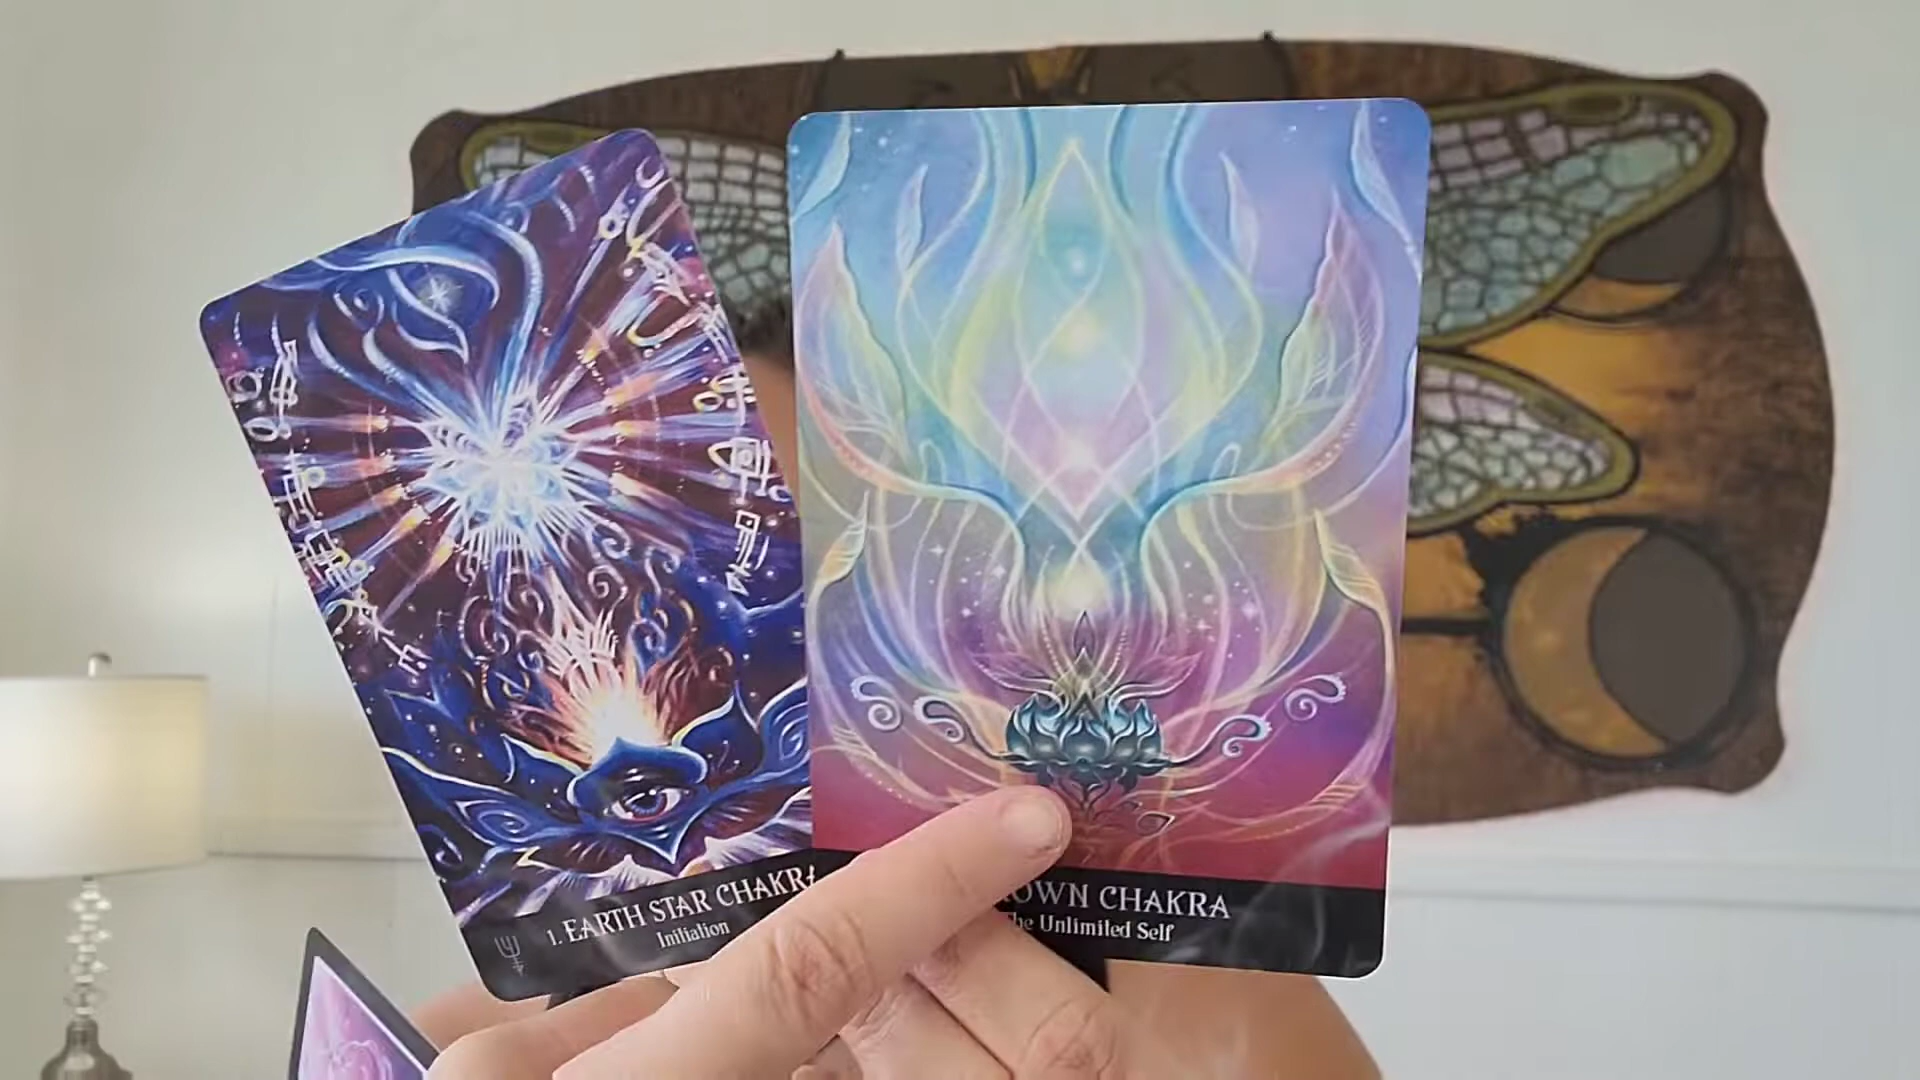 1. EARTH STAR CHAKRA
Initiation
OWN CHAKRA
The Unlimited Self